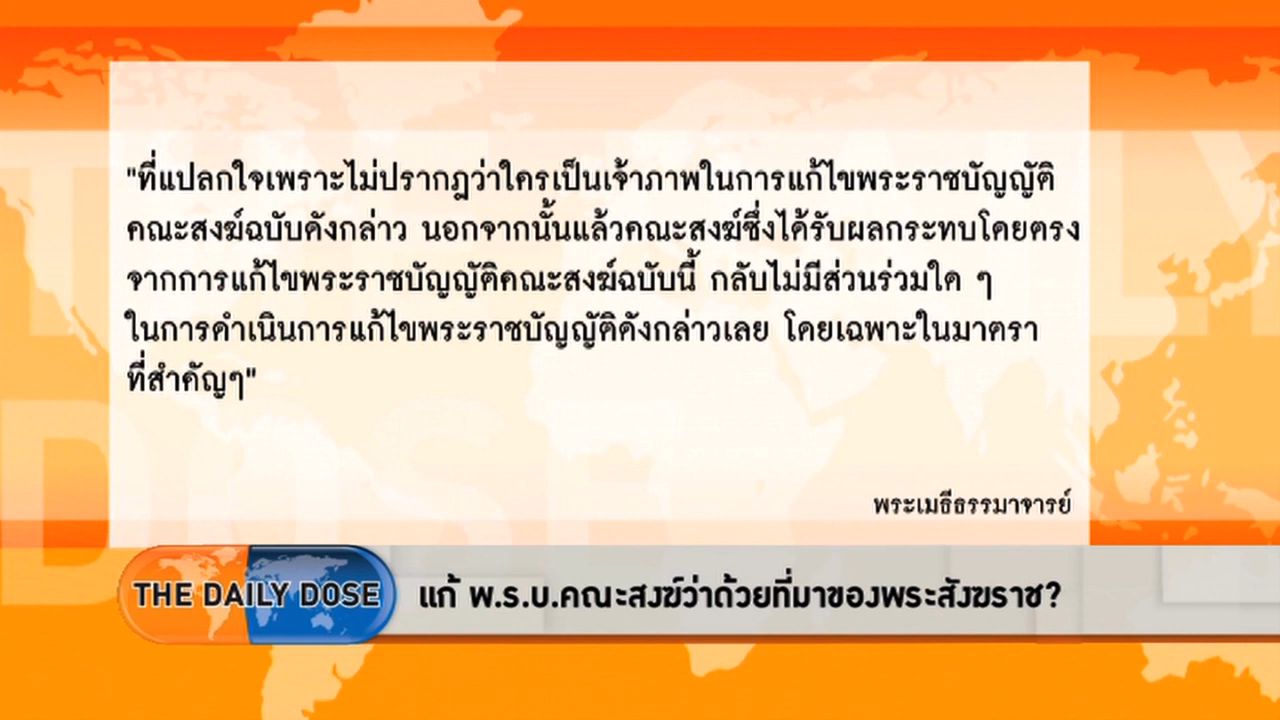 "ที่แปลกใจเพราะไม่ปรากฎว่าใครเป็นเจ้าภาพในการแก้ไขพระราชบัญญัติ
คณะสงฆ์ฉบับดังกล่าว นอกจากนั้นแล้วคณะสงฆ์ซึ่งได้รับผลกระทบโดยตรง
จากการแก้ไขพระราชบัญญัติคณะสงฆ์ฉบับนี้ กลับไม่มีส่วนร่วมใด ๆ
ในการดำเนินการแก้ไขพระราชบัญญัติดังกล่าวเลย โดยเฉพาะในมาตรา
ที่สำคัญๆ"
พระเมธีธรรมาจารย์
THE DAILY DOSE
แก้ พ.ร.บ.คณะสงฆ์ว่าด้วยที่มาของพระสังฆราช?